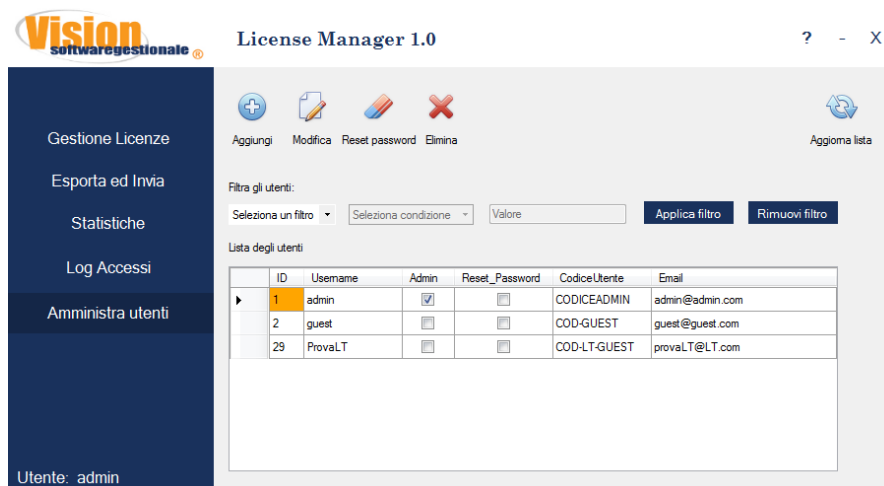 Vision
softwaregestionale ®
License Manager 1.0
? - X
Gestione Licenze
Esporta ed Invia
Statistiche
Log Accessi
Amministra utenti
Utente: admin
Aggiungi Modifica Reset password Elimina
Aggiorna lista
Filtra gli utenti:
Seleziona un filtro Seleziona condizione Valore Applica filtro Rimuovi filtro
Lista degli utenti
ID Username Admin Reset_Password CodiceUtente Email
1 admin CODICEADMIN admin@admin.com
2 guest COD-GUEST guest@guest.com
29 ProvaLT COD-LT-GUEST provaLT@LT.com